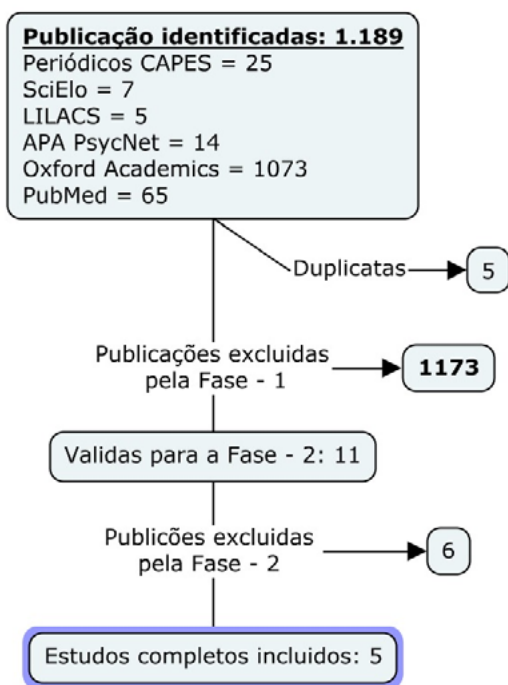 Publicação identificadas: 1.189
Periódicos CAPES = 25
SciElo = 7
LILACS = 5
APA PsycNet = 14
Oxford Academics = 1073
PubMed = 65
Duplicatas
5
Publicações excluidas
pela Fase - 1
1173
Validas para a Fase - 2: 11
Publicões excluidas
pela Fase - 2
6
Estudos completos incluidos: 5